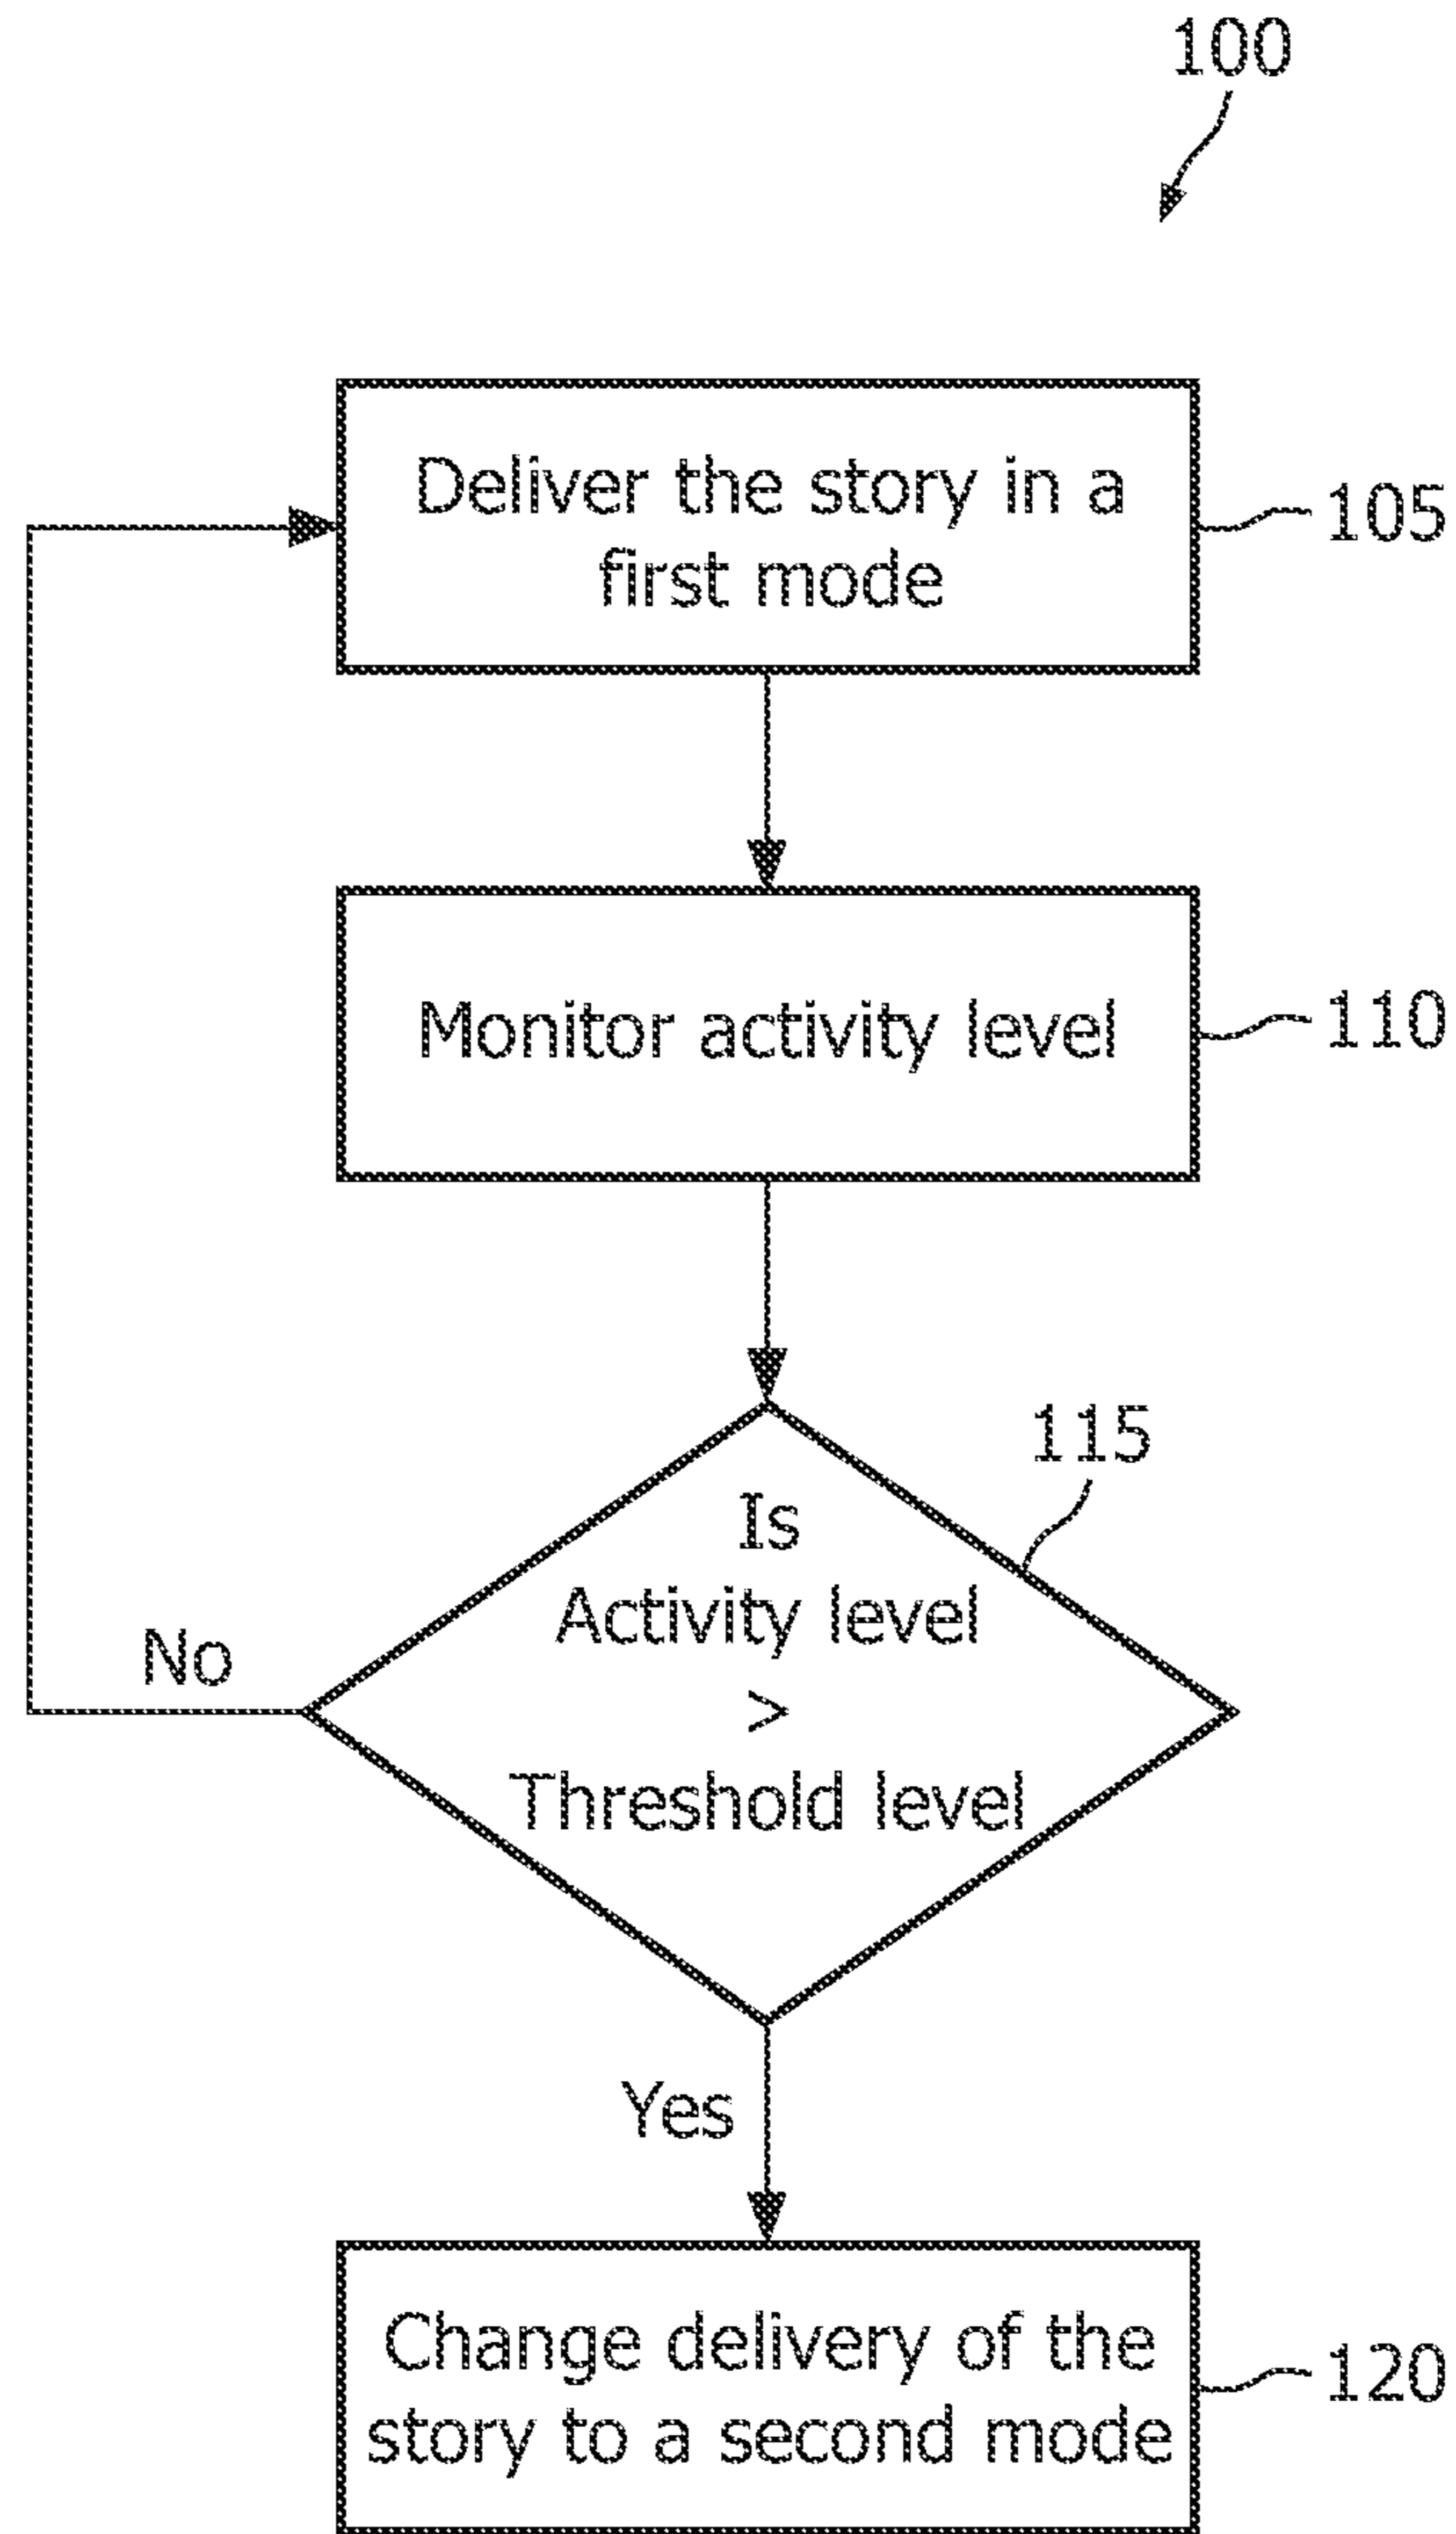 100
Deliver the story in a
first mode
105
Monitor activity level
110
115
Is
Activity level
>
Threshold level
No
Yes
Change delivery of the
story to a second mode
120